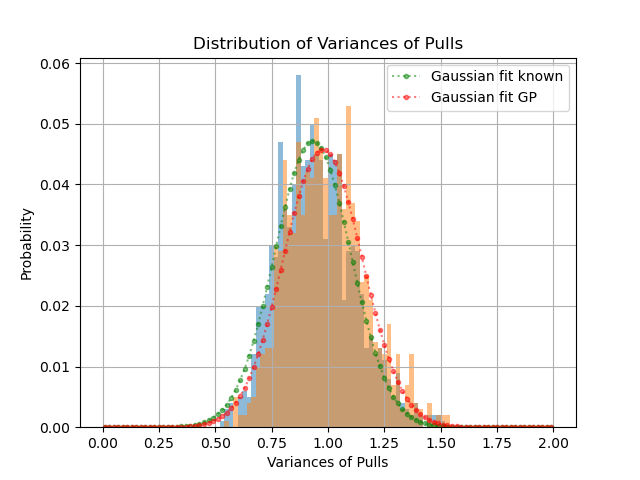 Distribution of Variances of Pulls
Gaussian fit known
Gaussian fit GP
Probability
0.06
0.05
0.04
0.03
0.02
0.01
0.00
0.00 0.25 0.50 0.75 1.00 1.25 1.50 1.75 2.00
Variances of Pulls